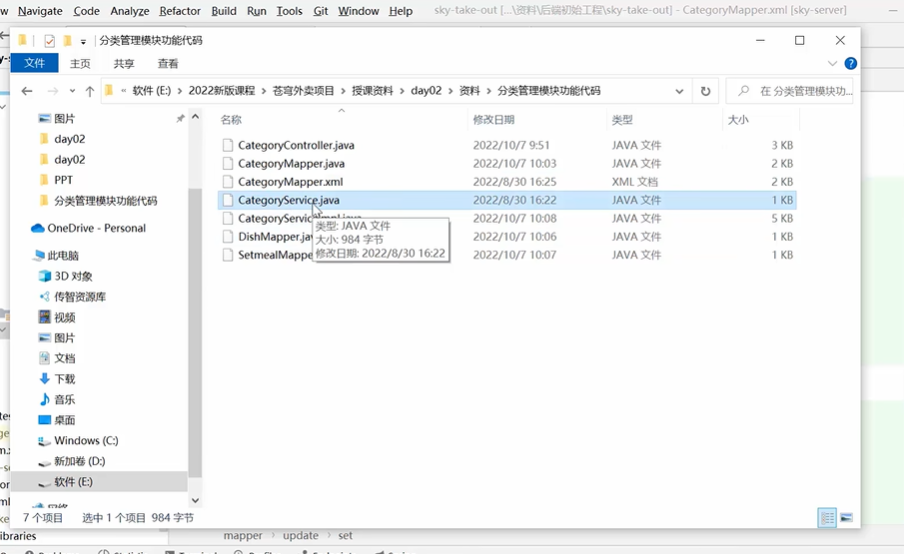 Navigate Code Analyze Refactor Build Run Tools Git Window Help sky-take-out [...\资料\后端初始工程\sky-take-out] - CategoryMapper.xml [sky-server]
分类管理模块功能代码
文件 主页 共享 查看
« 软件 (E:) > 2022新版课程 > 苍穹外卖项目 > 授课资料 > day02 > 资料 > 分类管理模块功能代码
在 分类管理模块功...
图片
day02
day02
PPT
分类管理模块功能代码
OneDrive - Personal
此电脑
3D 对象
传智资源库
视频
图片
文档
下载
音乐
桌面
Windows (C:)
新加卷 (D:)
软件 (E:)
网络
名称 修改日期 类型 大小
CategoryController.java 2022/10/7 9:51 JAVA 文件 3 KB
CategoryMapper.java 2022/10/7 10:03 JAVA 文件 2 KB
CategoryMapper.xml 2022/8/30 16:25 XML 文档 2 KB
CategoryService.java 2022/8/30 16:22 JAVA 文件 1 KB
CategoryServiceImpl.java 2022/10/7 10:08 JAVA 文件 5 KB
DishMapper.jav 2022/10/7 10:06 JAVA 文件 1 KB
SetmealMappe 2022/10/7 10:07 JAVA 文件 1 KB
类型: JAVA 文件
大小: 984 字节
修改日期: 2022/8/30 16:22
7 个项目 选中 1 个项目 984 字节
libraries
mapper > update > set